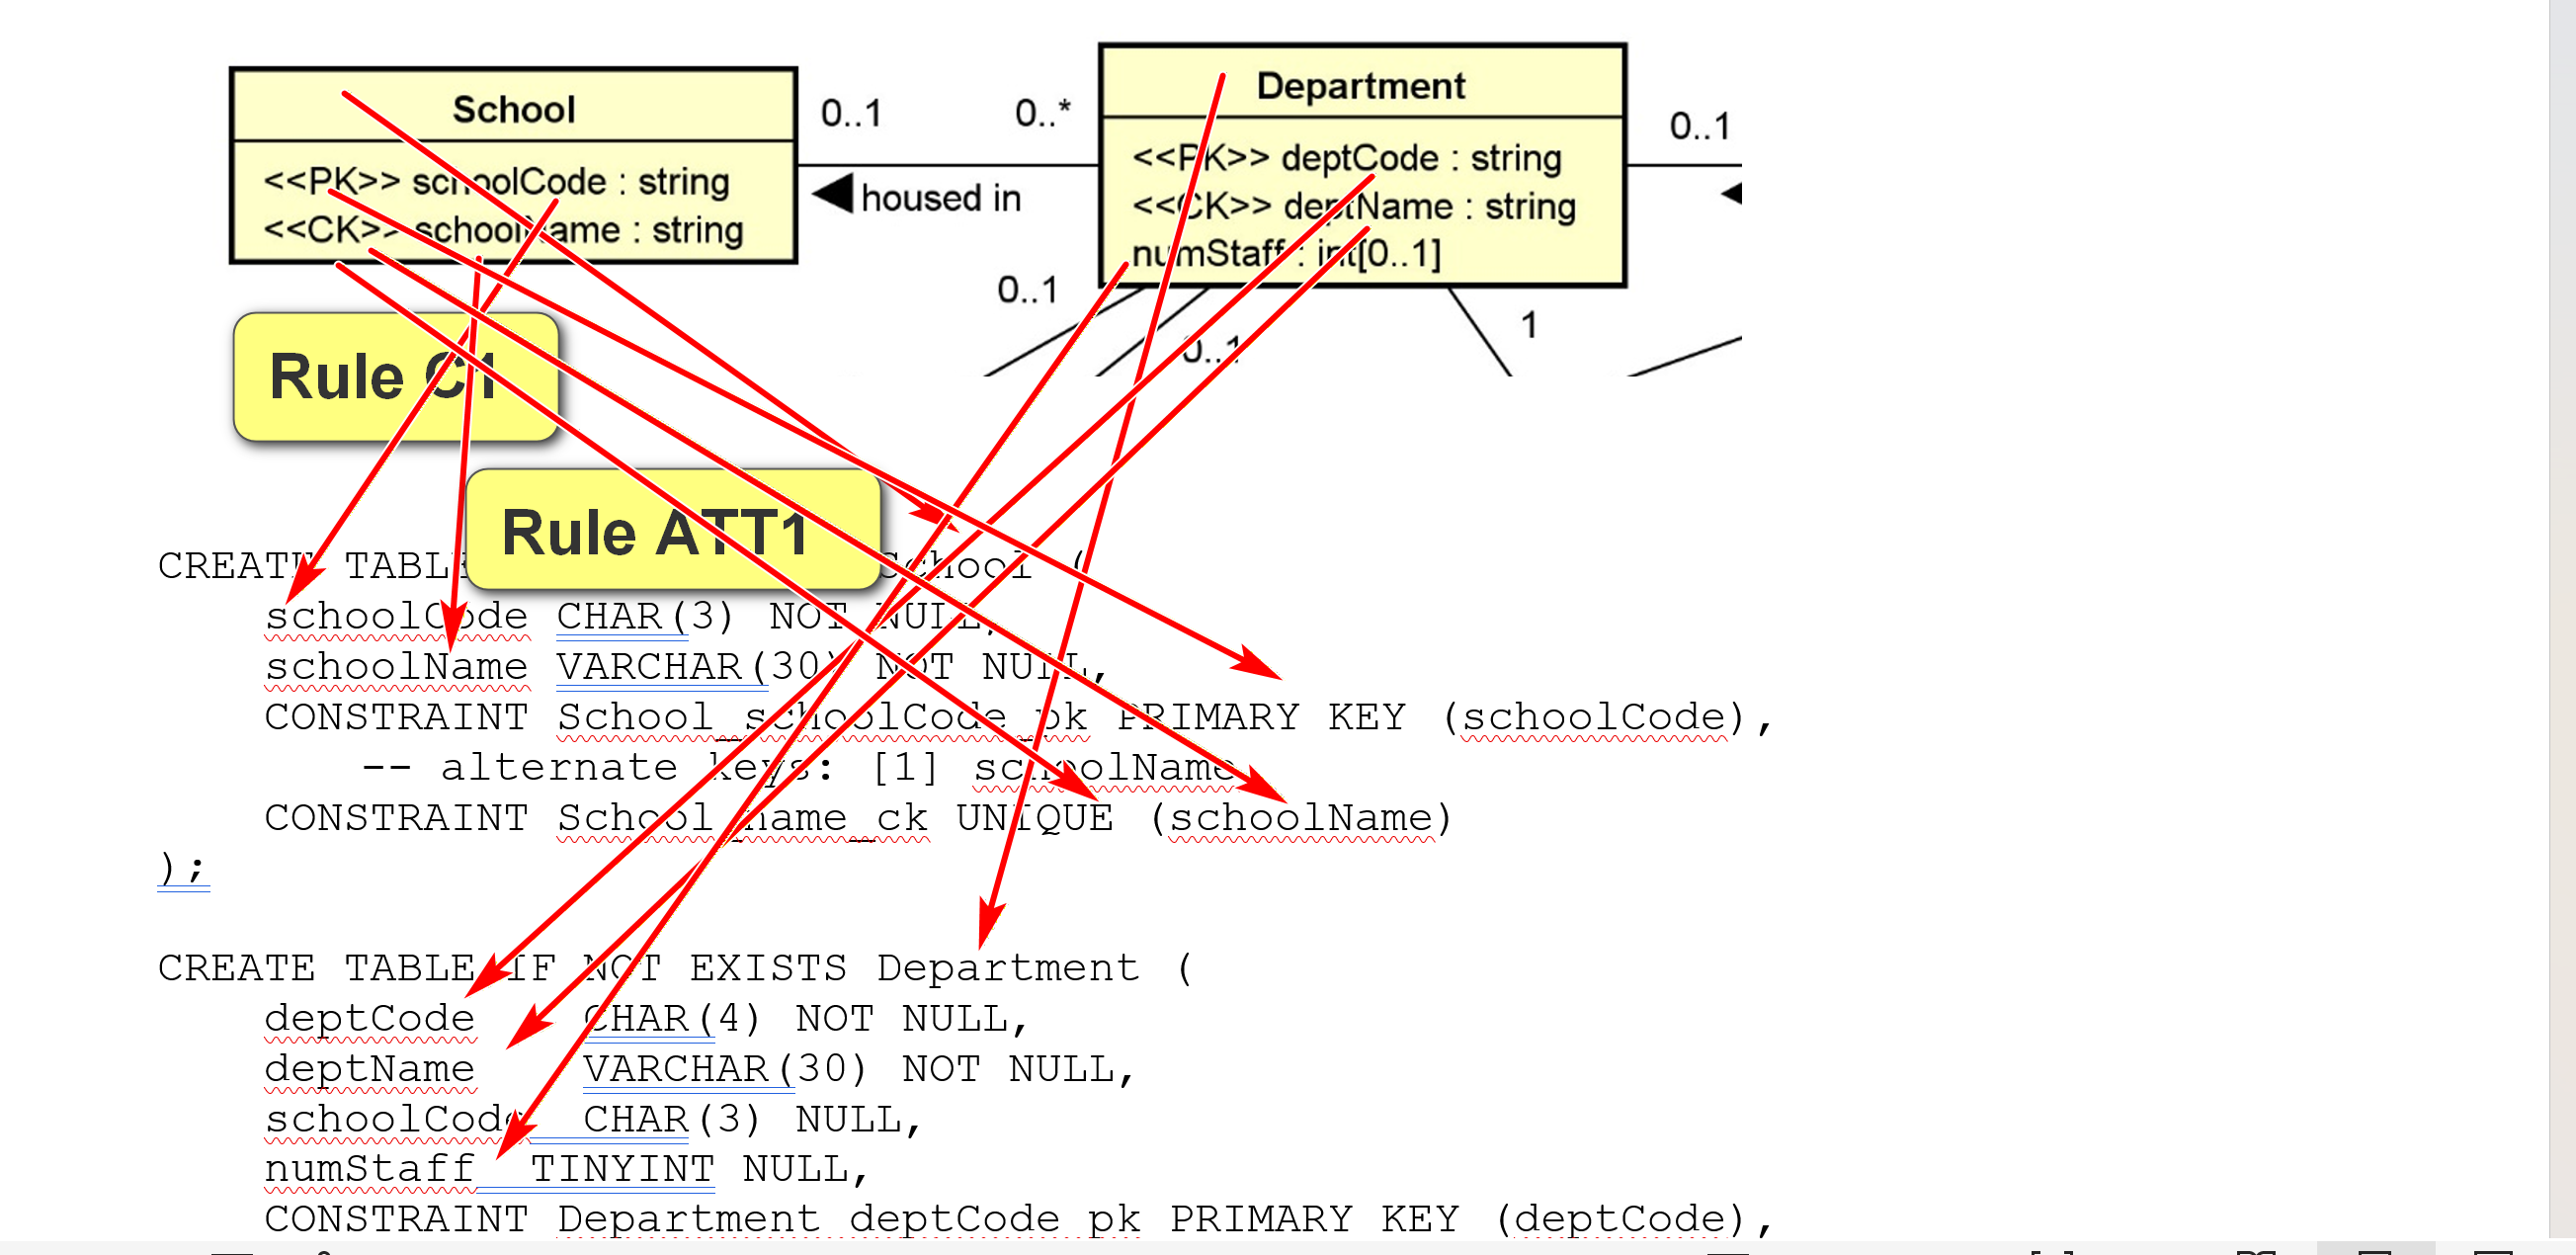 School
<<PK>> schoolCode : string
<<CK>> schoolName : string
0..1
0..*
housed in
Department
<<PK>> deptCode : string
<<CK>> deptName : string
numStaff : int[0..1]
0..1
0..1
0..1
1
Rule C1
Rule ATT1
CREATE TABLE School (
schoolCode CHAR(3) NOT NULL,
schoolName VARCHAR(30) NOT NULL,
CONSTRAINT School_schoolCode_pk PRIMARY KEY (schoolCode),
-- alternate keys: [1] schoolName
CONSTRAINT School_name_ck UNIQUE (schoolName)
);
CREATE TABLE IF NOT EXISTS Department (
deptCode CHAR(4) NOT NULL,
deptName VARCHAR(30) NOT NULL,
schoolCode CHAR(3) NULL,
numStaff TINYINT NULL,
CONSTRAINT Department_deptCode_pk PRIMARY KEY (deptCode),